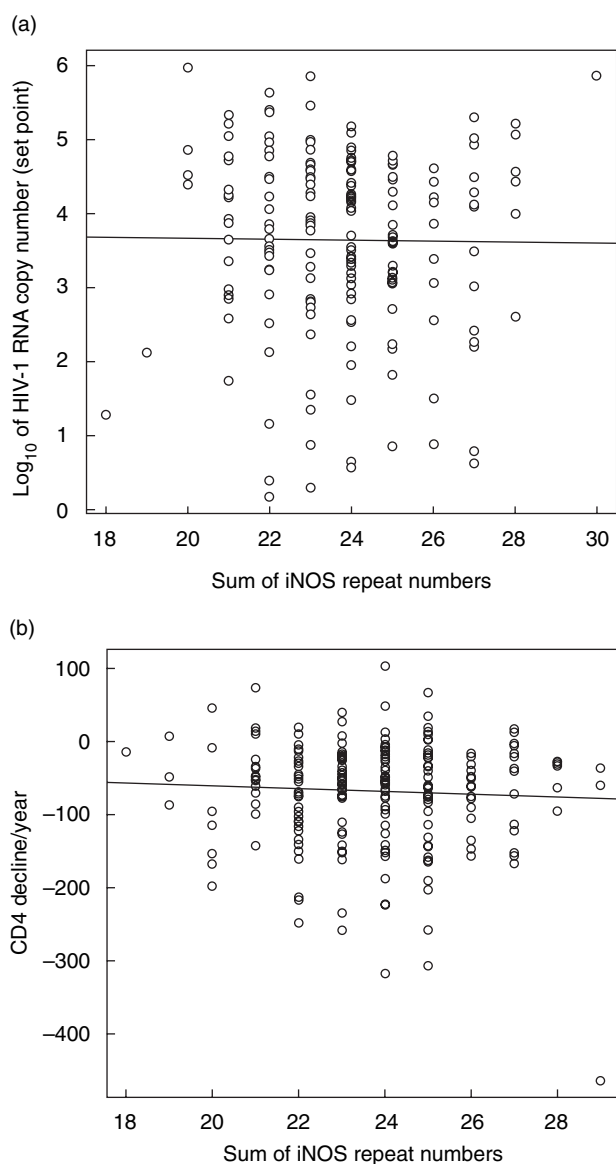 (a)
6
5
4
3
2
1
0
Log10 of HIV-1 RNA copy number (set point)
18 20 22 24 26 28 30
Sum of iNOS repeat numbers
(b)
100
0
−100
−200
−300
−400
CD4 decline/year
18 20 22 24 26 28
Sum of iNOS repeat numbers